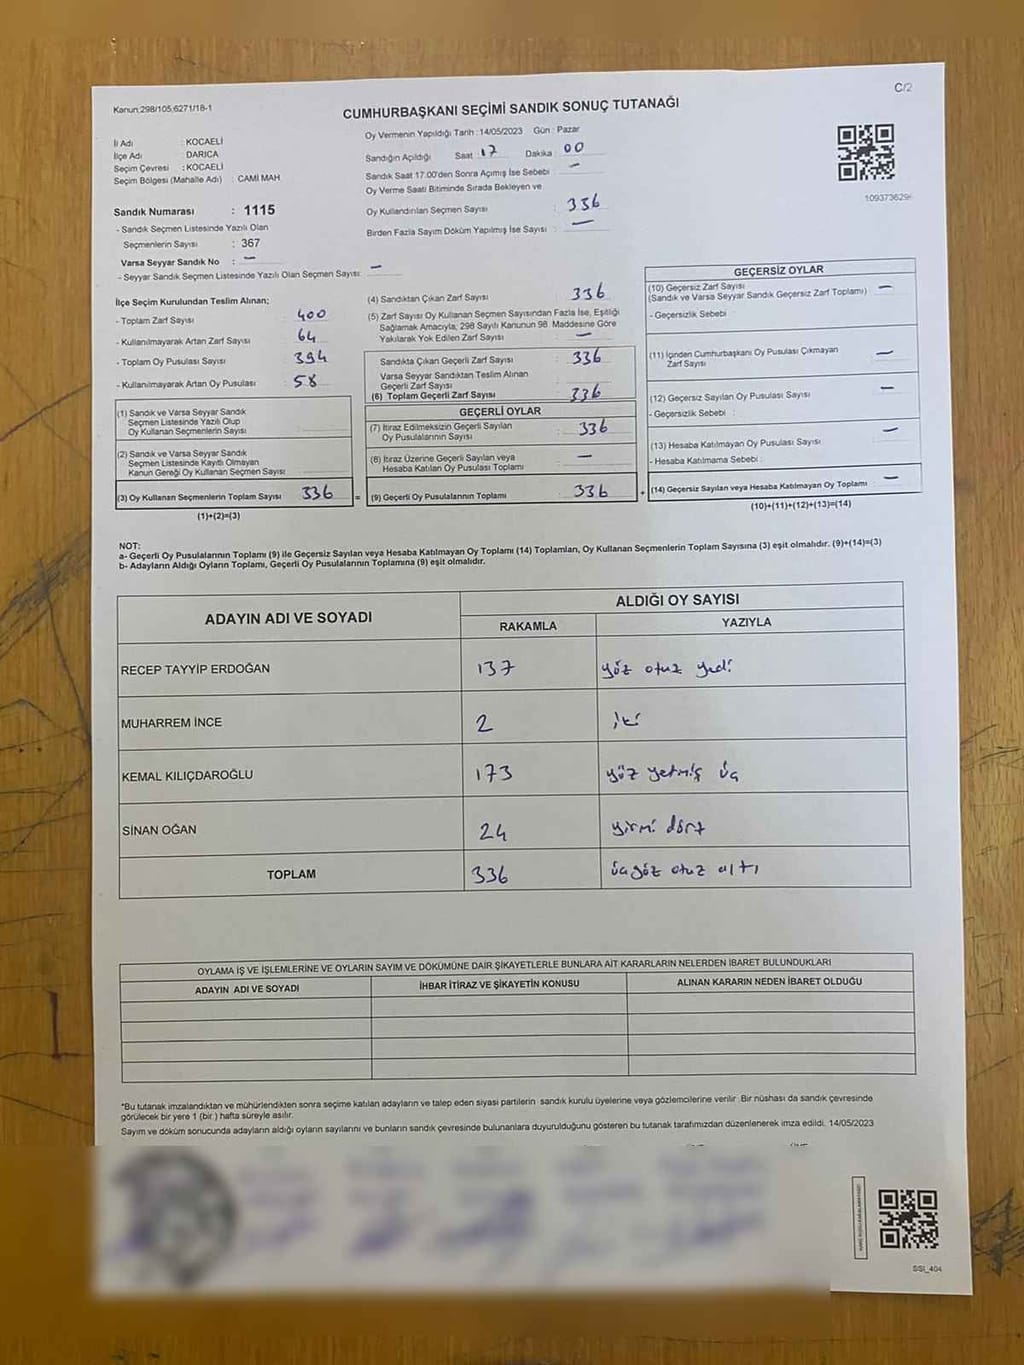 Kanun;298/105,6271/18-1
C/2
CUMHURBAŞKANI SEÇİMİ SANDIK SONUÇ TUTANAĞI
İl Adı : KOCAELİ
İlçe Adı DARICA
Seçim Çevresi : KOCAELİ
Seçim Bölgesi (Mahalle Adı) : CAMİ MAH
Sandık Numarası : 1115
- Sandık Seçmen Listesinde Yazılı Olan
Seçmenlerin Sayısı : 367
Varsa Seyyar Sandık No : —
- Seyyar Sandık Seçmen Listesinde Yazılı Olan Seçmen Sayısı: —
Oy Vermenin Yapıldığı Tarih : 14/05/2023 Gün : Pazar
Sandığın Açıldığı Saat 17 Dakika 00
Sandık Saat 17.00'den Sonra Açımış İse Sebebi : —
Oy Verme Saati Bitiminde Sırada Bekleyen ve
Oy Kullandırılan Seçmen Sayısı : 336
Birden Fazla Sayım Döküm Yapılmış İse Sayısı : —
İlçe Seçim Kurulundan Teslim Alınan;
- Toplam Zarf Sayısı : 400
- Kullanılmayarak Artan Zarf Sayısı : 64
- Toplam Oy Pusulası Sayısı : 394
- Kullanılmayarak Artan Oy Pusulası : 58
(1) Sandık ve Varsa Seyyar Sandık
Seçmen Listesinde Yazılı Olup
Oy Kullanan Seçmenlerin Sayısı
(2) Sandık ve Varsa Seyyar Sandık
Seçmen Listesinde Kayıtlı Olmayan
Kanun Gereği Oy Kullanan Seçmen Sayısı
(3) Oy Kullanan Seçmenlerin Toplam Sayısı 336
(1)+(2)=(3)
(4) Sandıktan Çıkan Zarf Sayısı : 336
(5) Zarf Sayısı Oy Kullanan Seçmen Sayısından Fazla İse, Eşitliği
Sağlamak Amacıyla; 298 Sayılı Kanunun 98. Maddesine Göre
Yakılarak Yok Edilen Zarf Sayısı : —
Sandıkta Çıkan Geçerli Zarf Sayısı : 336
Varsa Seyyar Sandıktan Teslim Alınan
Geçerli Zarf Sayısı
(6) Toplam Geçerli Zarf Sayısı : 336
GEÇERLİ OYLAR
(7) İtiraz Edilmeksizin Geçerli Sayılan
Oy Pusulalarının Sayısı : 336
(8) İtiraz Üzerine Geçerli Sayılan veya
Hesaba Katılan Oy Pusulası Toplamı : —
= (9) Geçerli Oy Pusulalarının Toplamı : 336
GEÇERSİZ OYLAR
(10) Geçersiz Zarf Sayısı
(Sandık ve Varsa Seyyar Sandık Geçersiz Zarf Toplamı) —
- Geçersizlik Sebebi :
(11) İçinden Cumhurbaşkanı Oy Pusulası Çıkmayan
Zarf Sayısı —
(12) Geçersiz Sayılan Oy Pusulası Sayısı —
- Geçersizlik Sebebi :
(13) Hesaba Katılmayan Oy Pusulası Sayısı —
- Hesaba Katılmama Sebebi :
+ (14) Geçersiz Sayılan veya Hesaba Katılmayan Oy Toplamı —
(10)+(11)+(12)+(13)=(14)
NOT:
a- Geçerli Oy Pusulalarının Toplamı (9) ile Geçersiz Sayılan veya Hesaba Katılmayan Oy Toplamı (14) Toplamları, Oy Kullanan Seçmenlerin Toplam Sayısına (3) eşit olmalıdır. (9)+(14)=(3)
b- Adayların Aldığı Oyların Toplamı, Geçerli Oy Pusulalarının Toplamına (9) eşit olmalıdır.
ADAYIN ADI VE SOYADI
ALDIĞI OY SAYISI
RAKAMLA YAZIYLA
RECEP TAYYİP ERDOĞAN 137 yüz otuz yedi
MUHARREM İNCE 2 iki
KEMAL KILIÇDAROĞLU 173 yüz yetmiş üç
SİNAN OĞAN 24 yirmi dört
TOPLAM 336 üçyüz otuz altı
OYLAMA İŞ VE İŞLEMLERİNE VE OYLARIN SAYIM VE DÖKÜMÜNE DAİR ŞİKAYETLERLE BUNLARA AİT KARARLARIN NELERDEN İBARET BULUNDUKLARI
ADAYIN ADI VE SOYADI İHBAR İTİRAZ VE ŞİKAYETİN KONUSU ALINAN KARARIN NEDEN İBARET OLDUĞU
*Bu tutanak imzalandıktan ve mühürlendikten sonra seçime katılan adayların ve talep eden siyasi partilerin sandık kurulu üyelerine veya gözlemcilerine verilir. Bir nüshası da sandık çevresinde
görülecek bir yere 1 (bir ) hafta süreyle asılır.
Sayım ve döküm sonucunda adayların aldığı oyların sayılarını ve bunların sandık çevresinde bulunanlara duyurulduğunu gösteren bu tutanak tarafımızdan düzenlenerek imza edildi. 14/05/2023
SSI_404